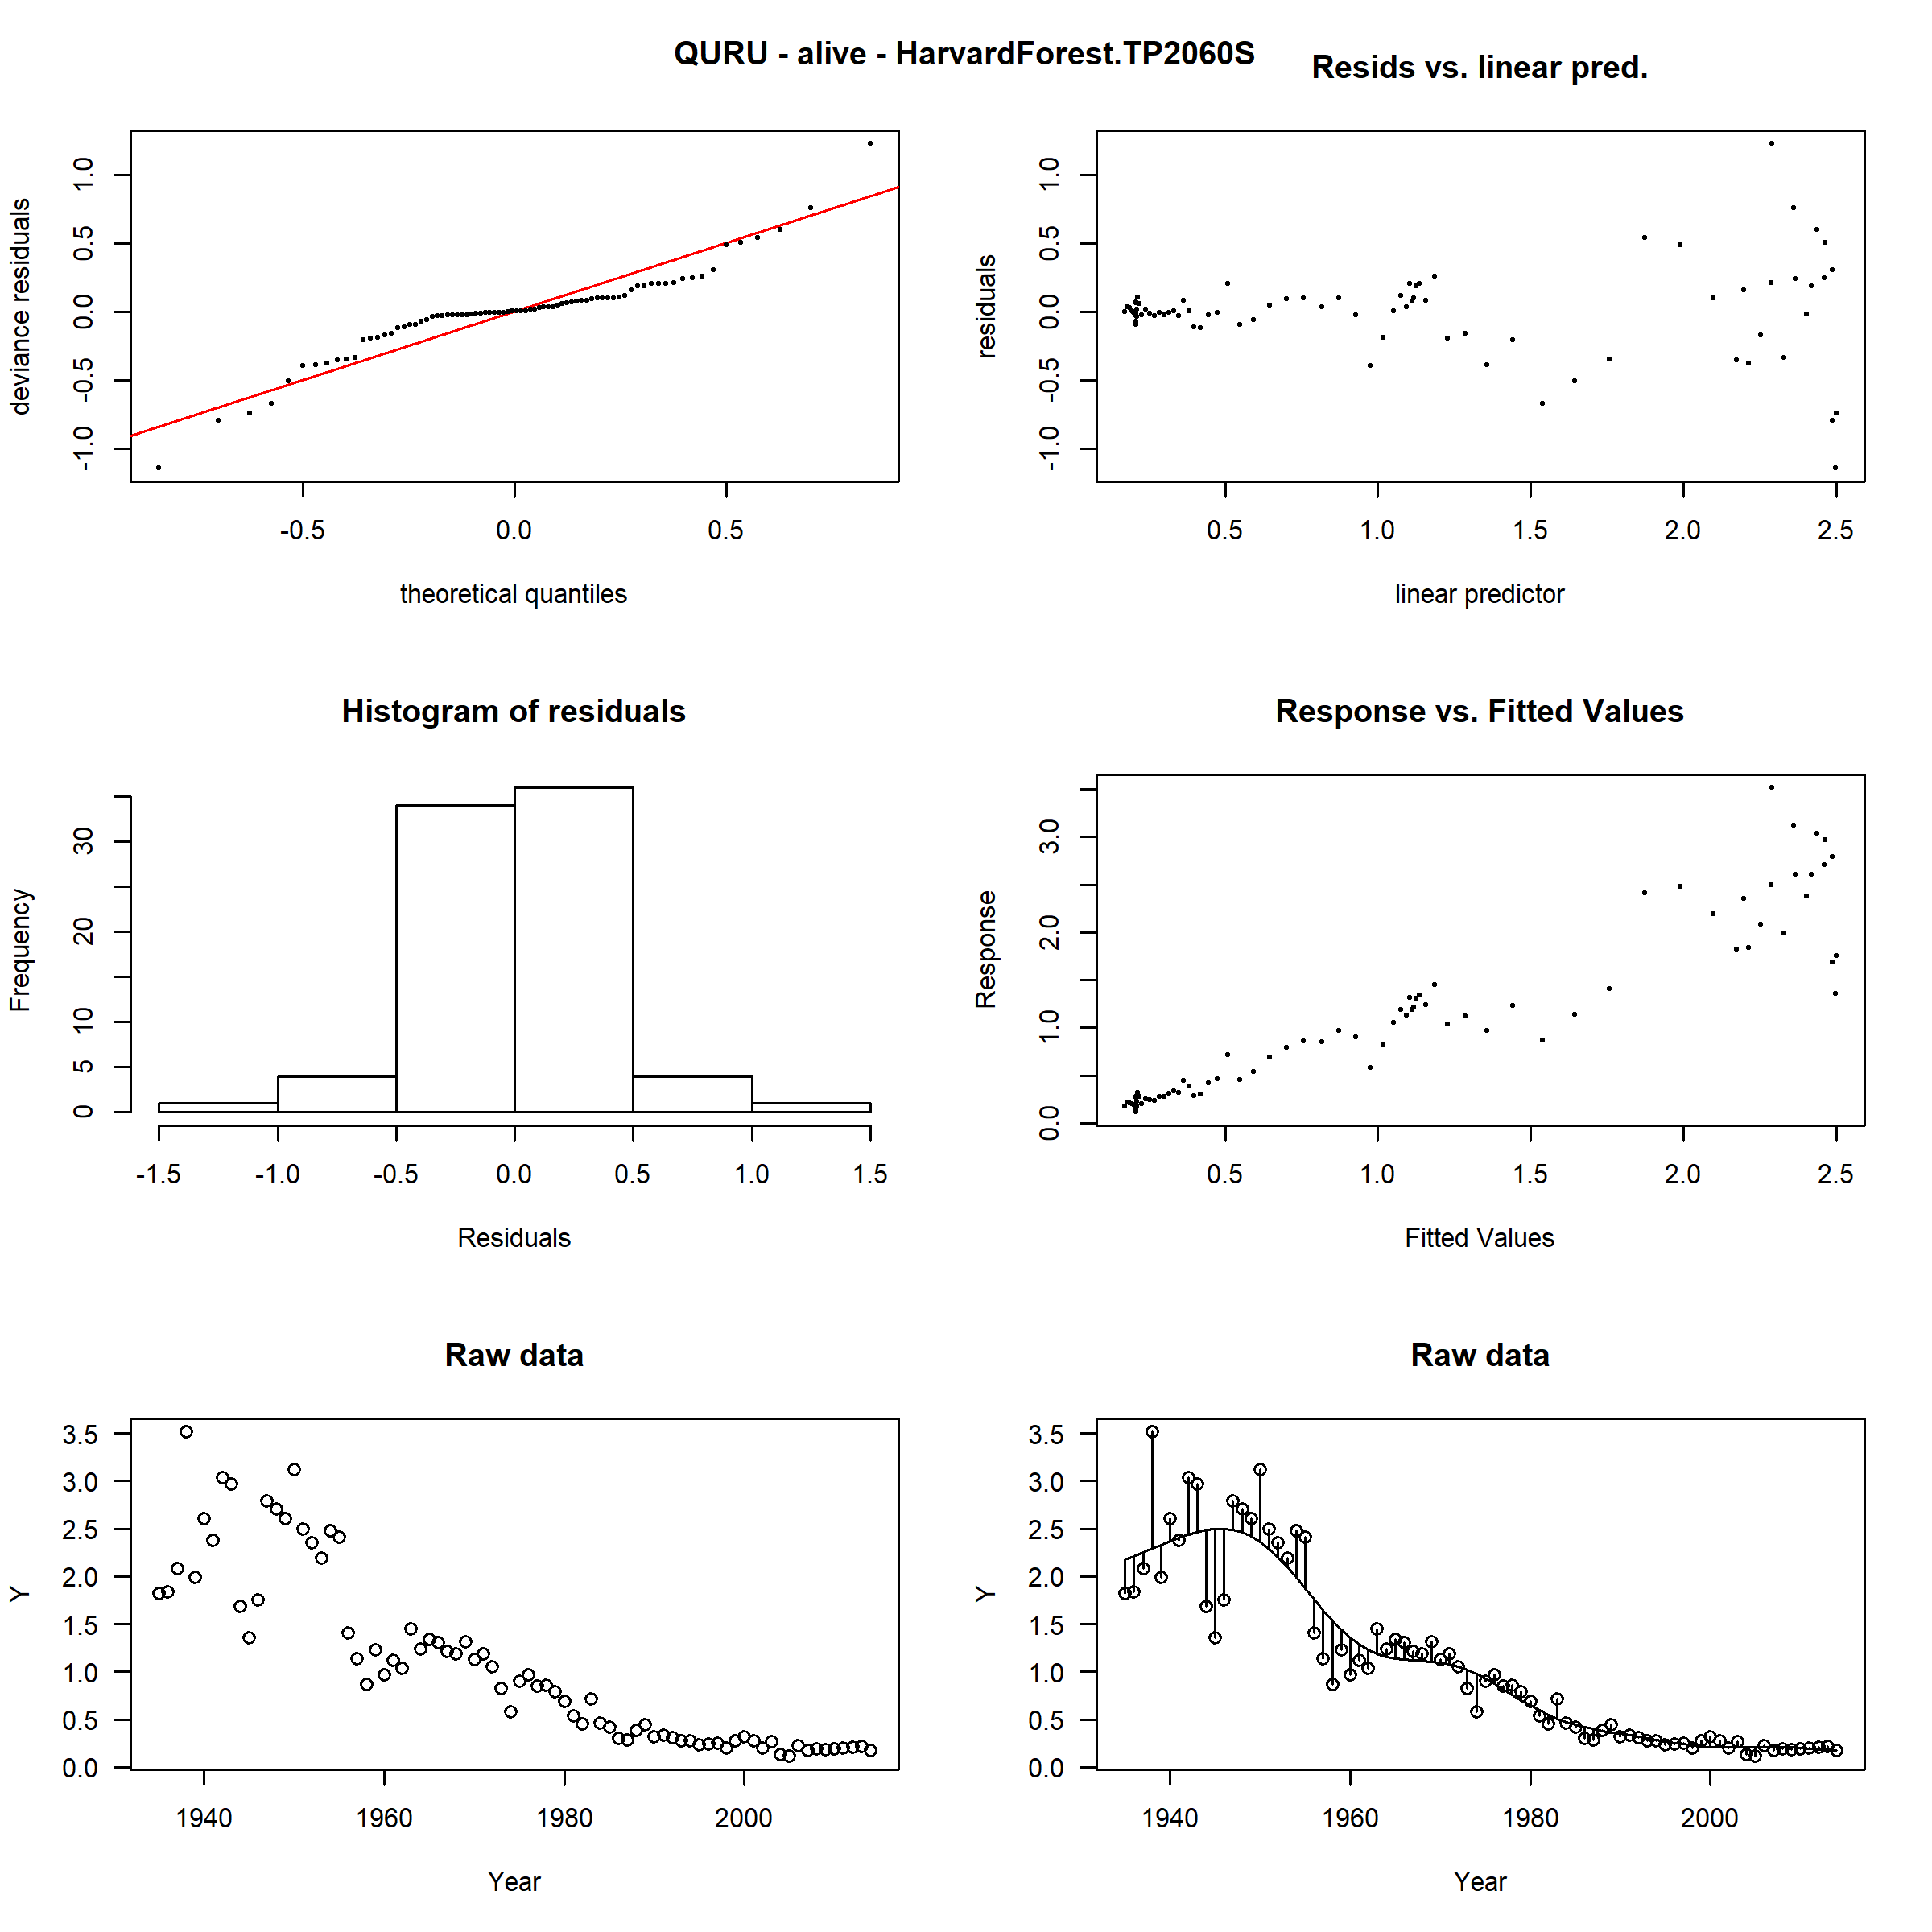 QURU - alive - HarvardForest.TP2060S
Resids vs. linear pred.
deviance residuals
-1.0 -0.5 0.0 0.5 1.0
-0.5 0.0 0.5
theoretical quantiles
residuals
-1.0 -0.5 0.0 0.5 1.0
0.5 1.0 1.5 2.0 2.5
linear predictor
Histogram of residuals
Frequency
0 5 10 20 30
-1.5 -1.0 -0.5 0.0 0.5 1.0 1.5
Residuals
Response vs. Fitted Values
Response
0.0 1.0 2.0 3.0
0.5 1.0 1.5 2.0 2.5
Fitted Values
Raw data
Y
3.5
3.0
2.5
2.0
1.5
1.0
0.5
0.0
1940 1960 1980 2000
Year
Raw data
Y
3.5
3.0
2.5
2.0
1.5
1.0
0.5
0.0
1940 1960 1980 2000
Year